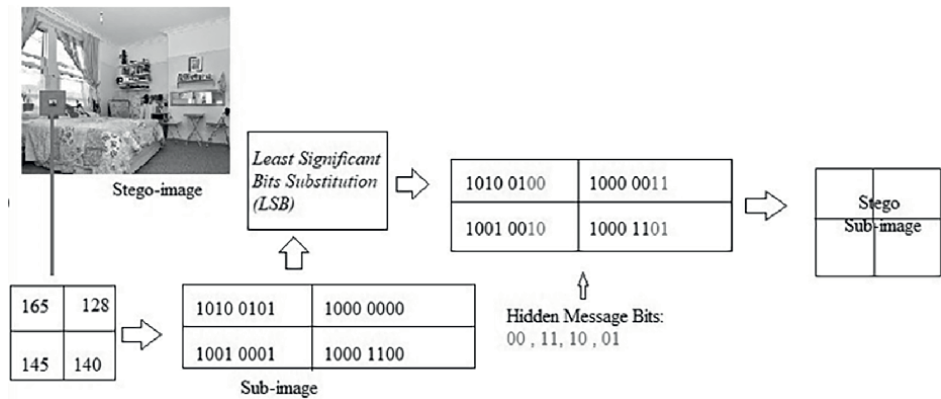 Stego-image
Least Significant
Bits Substitution
(LSB)
1010 0100 1000 0011
1001 0010 1000 1101
Stego
Sub-image
165 128
145 140
1010 0101 1000 0000
1001 0001 1000 1100
Sub-image
Hidden Message Bits:
00 , 11, 10 , 01